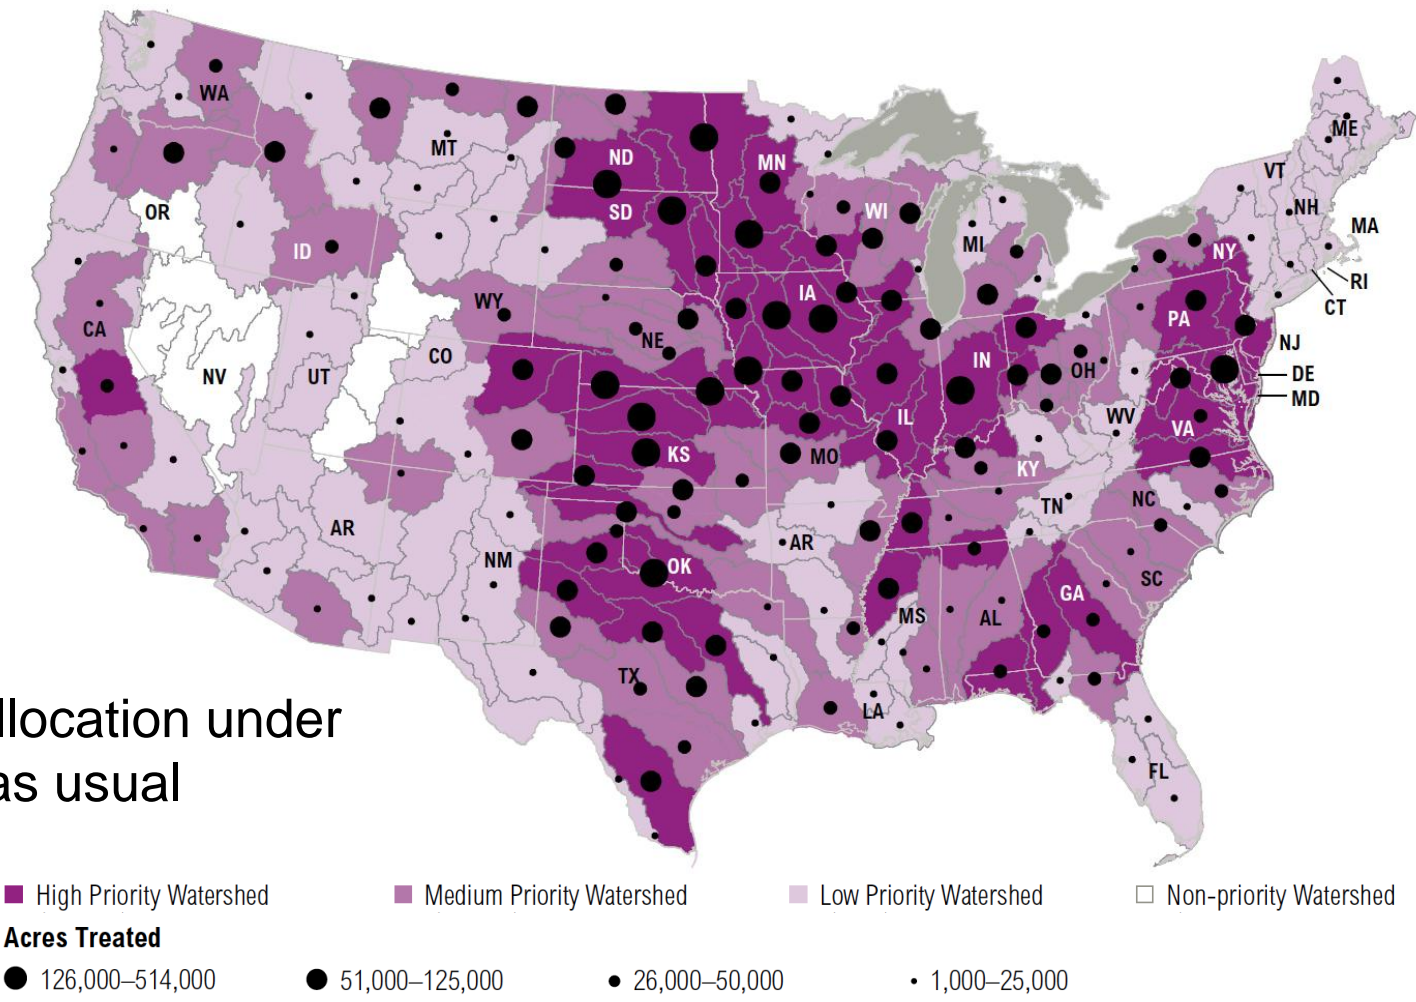 WA
MT
ND
MN
ME
VT
OR
SD
WI
NH
MA
MI
NY
ID
RI
CT
WY
IA
PA
CA
NE
CO
IN
NJ
NV
UT
OH
DE
MD
IL
WV
VA
KS
MO
KY
NC
TN
AR
AR
NM
OK
SC
GA
MS
AL
TX
LA
FL
llocation under
as usual
High Priority Watershed
Medium Priority Watershed
Low Priority Watershed
Non-priority Watershed
Acres Treated
126,000–514,000
51,000–125,000
26,000–50,000
1,000–25,000